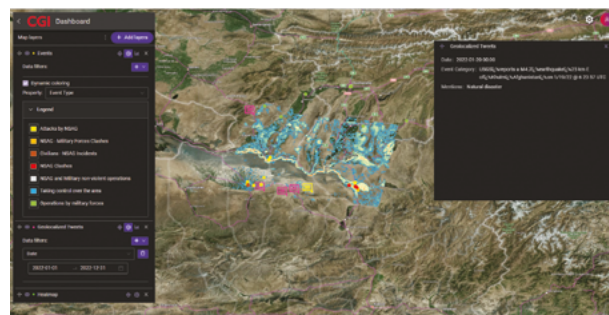 CGI Dashboard
Map layers
+ Add layers
Events
Data filters
Dynamic coloring
Property Event Type
Legend
Attacks by NSAG
NSAG - Military Forces Clashes
Civilians - NSAG Incidents
NSAG Clashes
NSAG and Military non-violent operations
Taking control over the area
Operations by military forces
Geolocalized Tweets
Data filters
Date
2022-01-01 → 2022-12-31
Heatmap
Geolocalized Tweets
Date
Event Category
Mentions Natural disaster